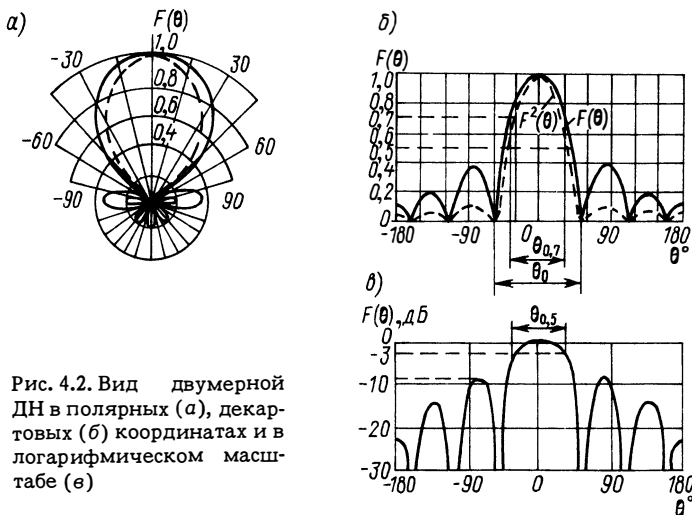 а)
F(θ)
1,0
0,8
0,6
0,4
-30
30
-60
60
-90
90
б)
F(θ)
1,0
0,8
0,7
0,6
0,5
0,4
0,2
0
F²(θ)
F(θ)
-180
-90
0
90
180
θ°
θ0,7
θ0
в)
F(θ), дБ
θ0,5
0
-3
-10
-20
-30
-180
-90
0
90
180
θ°
Рис. 4.2. Вид двумерной
ДН в полярных (а), декар-
товых (б) координатах и в
логарифмическом масш-
табе (в)